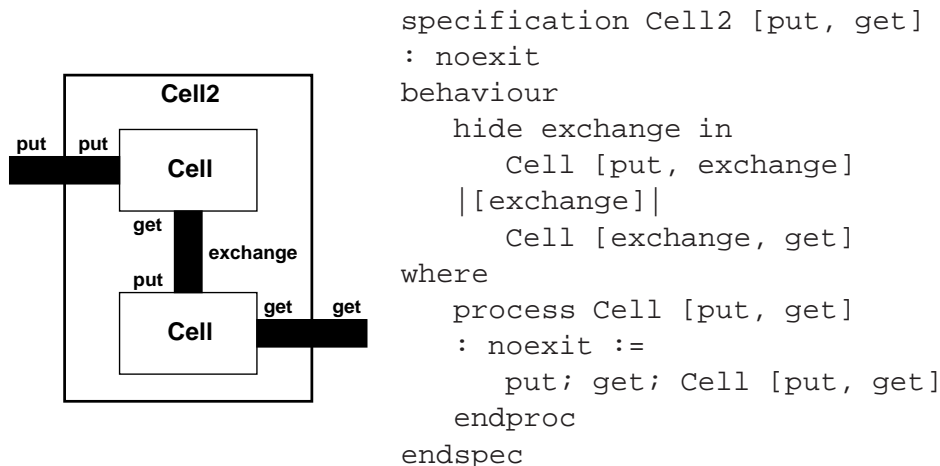 Cell2
put put
Cell
get
exchange
put
Cell
get get
specification Cell2 [put, get]
: noexit
behaviour
hide exchange in
Cell [put, exchange]
|[exchange]|
Cell [exchange, get]
where
process Cell [put, get]
: noexit :=
put; get; Cell [put, get]
endproc
endspec